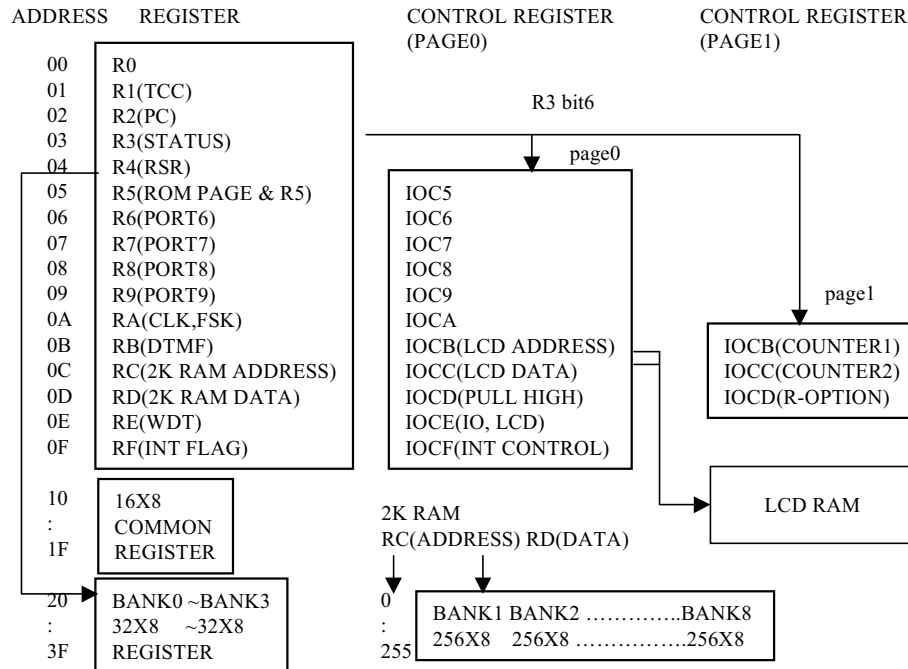 ADDRESS REGISTER CONTROL REGISTER CONTROL REGISTER
(PAGE0) (PAGE1)
00 R0
01 R1(TCC)
R3 bit6
02 R2(PC)
03 R3(STATUS)
page0
04 R4(RSR)
05 R5(ROM PAGE & R5) IOC5
06 R6(PORT6) IOC6
07 R7(PORT7) IOC7
08 R8(PORT8) IOC8
09 R9(PORT9) IOC9 page1
0A RA(CLK,FSK) IOCA
0B RB(DTMF) IOCB(LCD ADDRESS) IOCB(COUNTER1)
0C RC(2K RAM ADDRESS) IOCC(LCD DATA) IOCC(COUNTER2)
0D RD(2K RAM DATA) IOCD(PULL HIGH) IOCD(R-OPTION)
0E RE(WDT) IOCE(IO, LCD)
0F RF(INT FLAG) IOCF(INT CONTROL)
10 16X8 LCD RAM
: COMMON 2K RAM
1F REGISTER RC(ADDRESS) RD(DATA)
20 BANK0 ~BANK3 0 BANK1 BANK2 …………..BANK8
: 32X8 ~32X8 : 256X8 256X8 …………….256X8
3F REGISTER 255